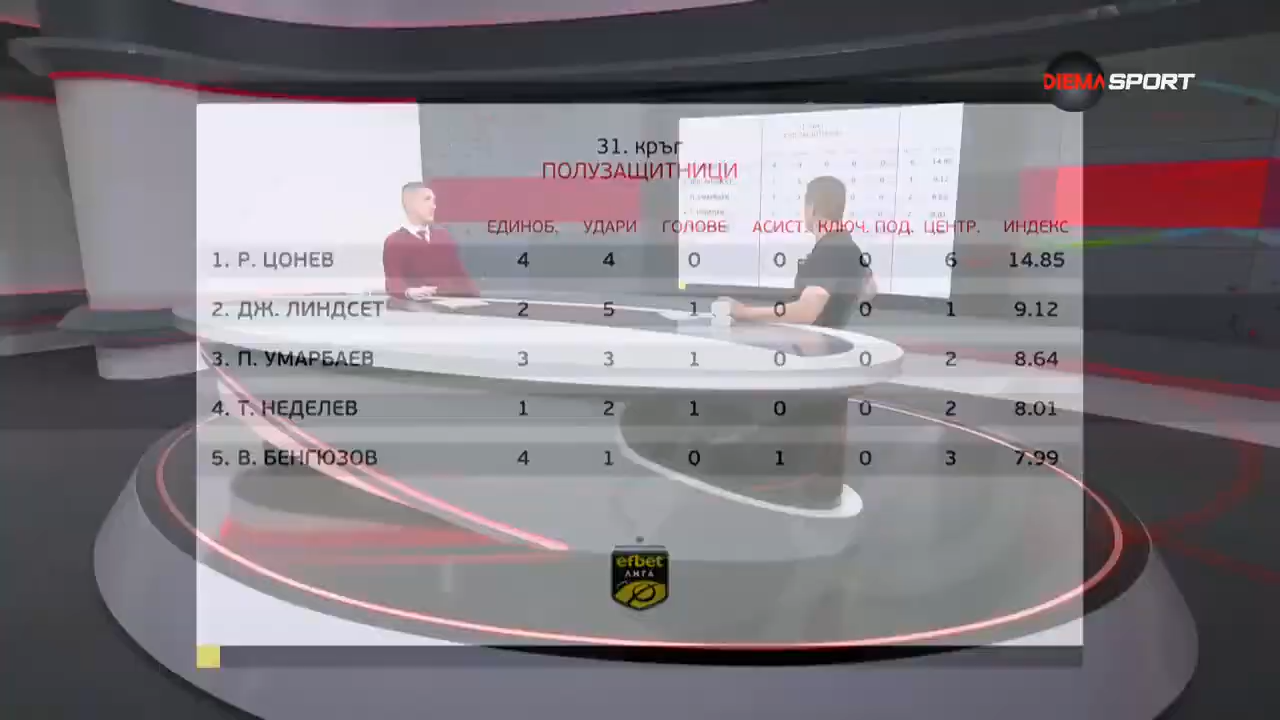 DIEMA SPORT
31. кръг
ПОЛУЗАЩИТНИЦИ
ЕДИНОБ. УДАРИ ГОЛОВЕ АСИСТ. КЛЮЧ. ПОД. ЦЕНТР. ИНДЕКС
1. Р. ЦОНЕВ 4 4 0 0 0 6 14.85
2. ДЖ. ЛИНДСЕТ 2 5 1 0 0 1 9.12
3. П. УМАРБАЕВ 3 3 1 0 0 2 8.64
4. Т. НЕДЕЛЕВ 1 2 1 0 0 2 8.01
5. В. БЕНГЮЗОВ 4 1 0 1 0 3 7.99
efbet
ЛИГА